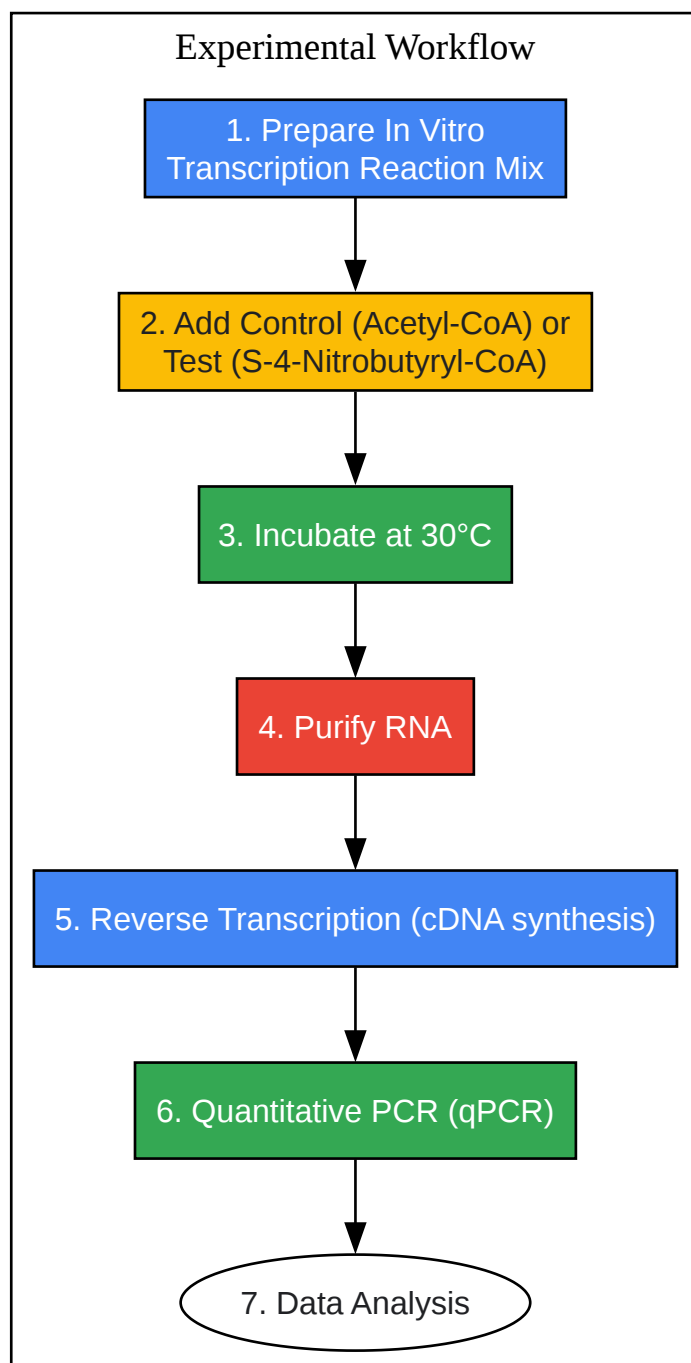 Experimental Workflow
1. Prepare In Vitro
Transcription Reaction Mix
2. Add Control (Acetyl-CoA) or
Test (S-4-Nitrobutyryl-CoA)
3. Incubate at 30°C
4. Purify RNA
5. Reverse Transcription (cDNA synthesis)
6. Quantitative PCR (qPCR)
7. Data Analysis